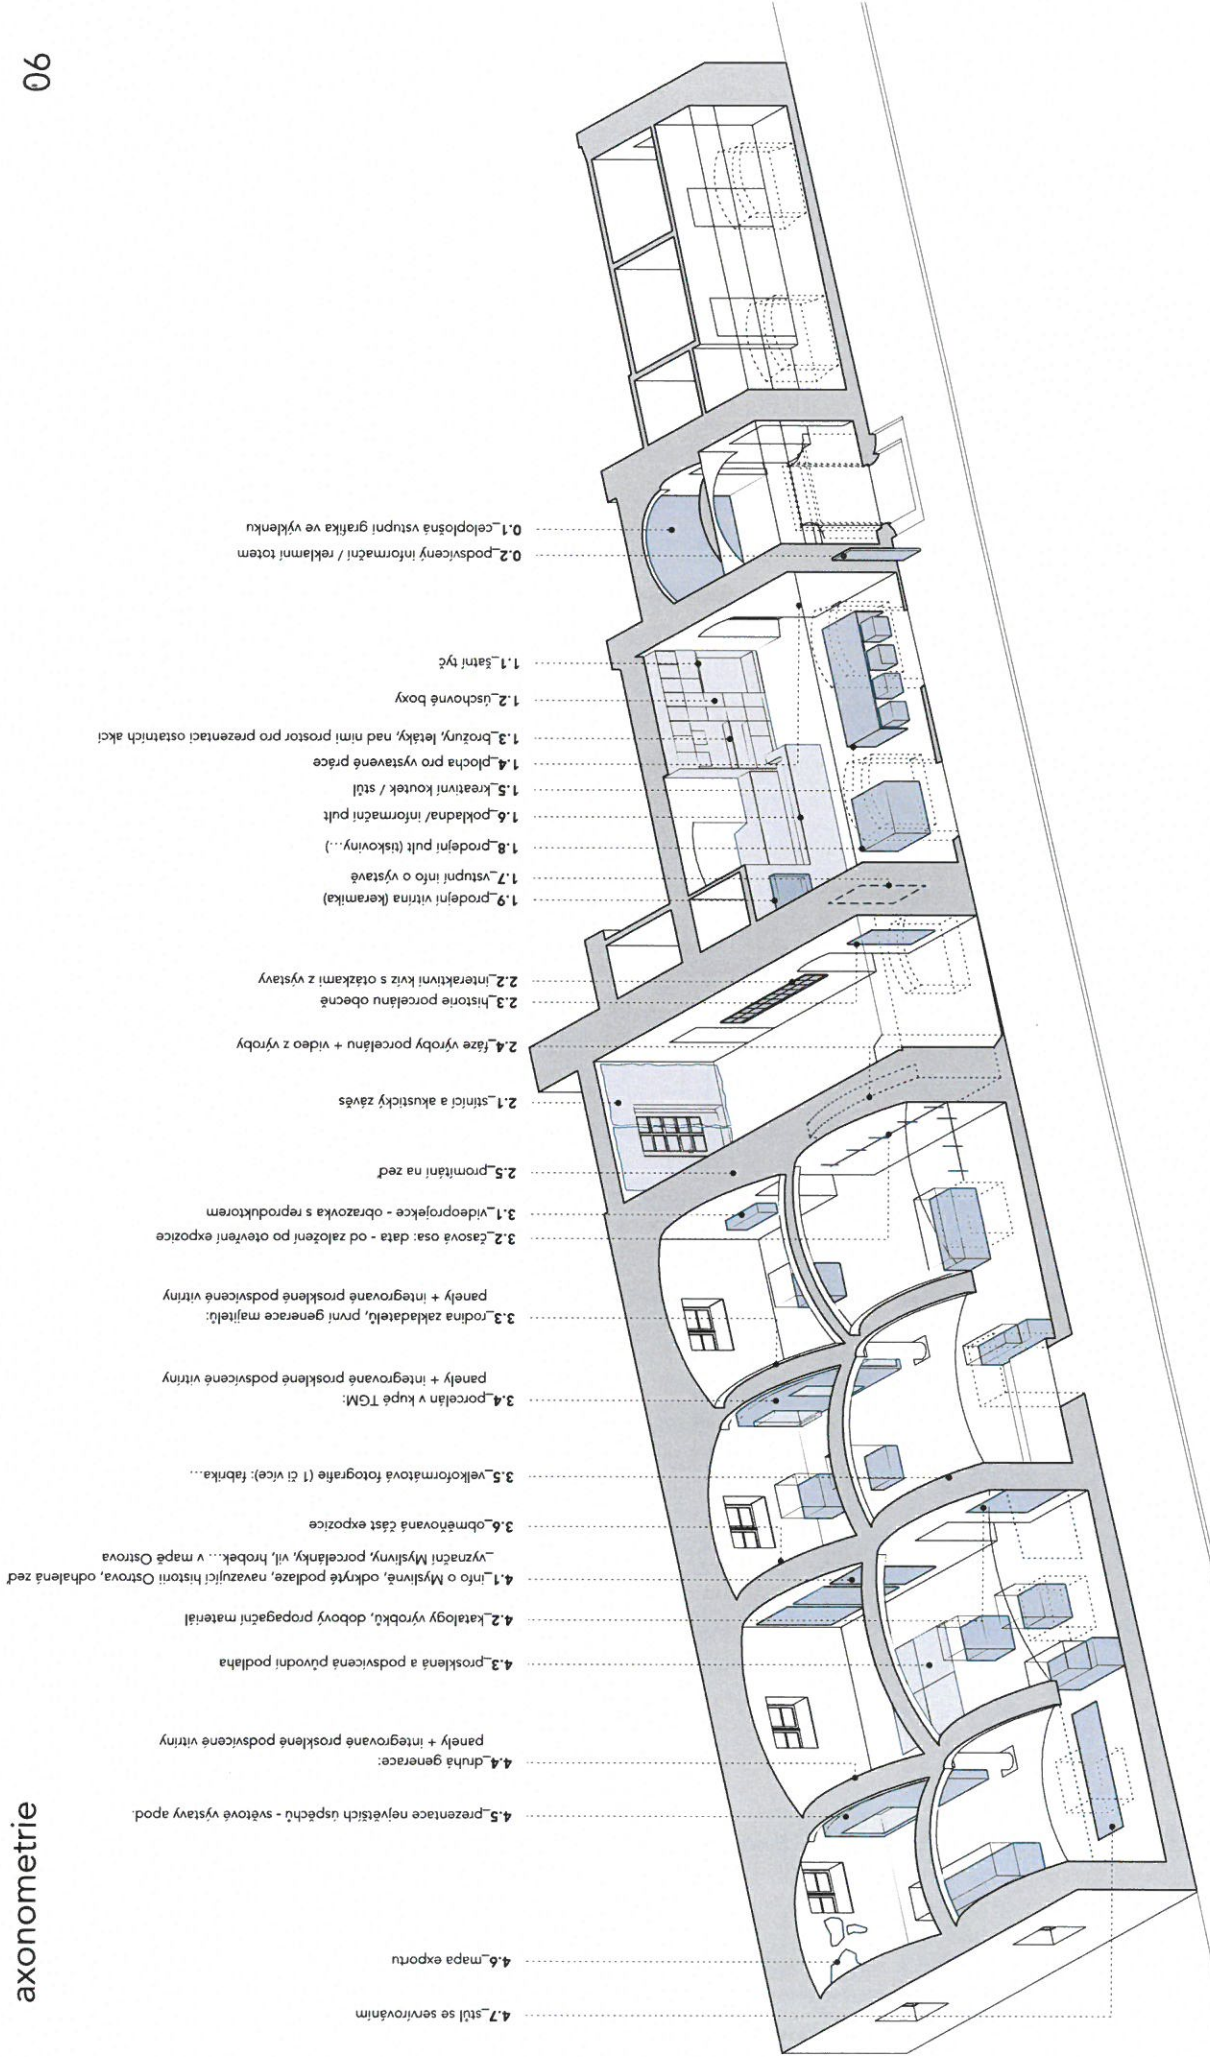 axonometrie
06
4.7_stůl se servírováním
4.6_mapa exportu
4.5_prezentace největších úspěchů - světové výstavy apod.
4.4_druhá generace:
panely + integrované prosklené podsvícené vitríny
4.3_prosklená a podsvícená původní podlaha
4.2_katalogy výrobků, dobový propagační materiál
4.1_info o Myslivně, odkryté podlaze, navazující historii Ostrova, odhalená zeď
_vyznační Myslivny, porcelánky, vil, hrobek... v mapě Ostrova
3.6_obměňovaná část expozice
3.5_velkoformátová fotografie (1 či více): fabrika...
3.4_porcelán v kupé TGM:
panely + integrované prosklené podsvícené vitríny
3.3_rodina zakladatelů, první generace majitelů:
panely + integrované prosklené podsvícené vitríny
3.2_časová osa: data - od založení po otevření expozice
3.1_videoprojekce - obrazovka s reproduktorem
2.5_promítání na zeď
2.1_stínící a akustický závěs
2.4_fáze výroby porcelánu + video z výroby
2.3_historie porcelánu obecně
2.2_interaktivní kvíz s otázkami z výstavy
1.9_prodejní vitrína (keramika)
1.7_vstupní info o výstavě
1.8_prodejní pult (tiskoviny...)
1.6_pokladna/ informační pult
1.5_kreativní koutek / stůl
1.4_plocha pro vystavené práce
1.3_brožury, letáky, nad nimi prostor pro prezentaci ostatních akcí
1.2_úschovné boxy
1.1_šatní tyč
0.2_podsvícený informační / reklamní totem
0.1_celoplošná vstupní grafika ve výklenku